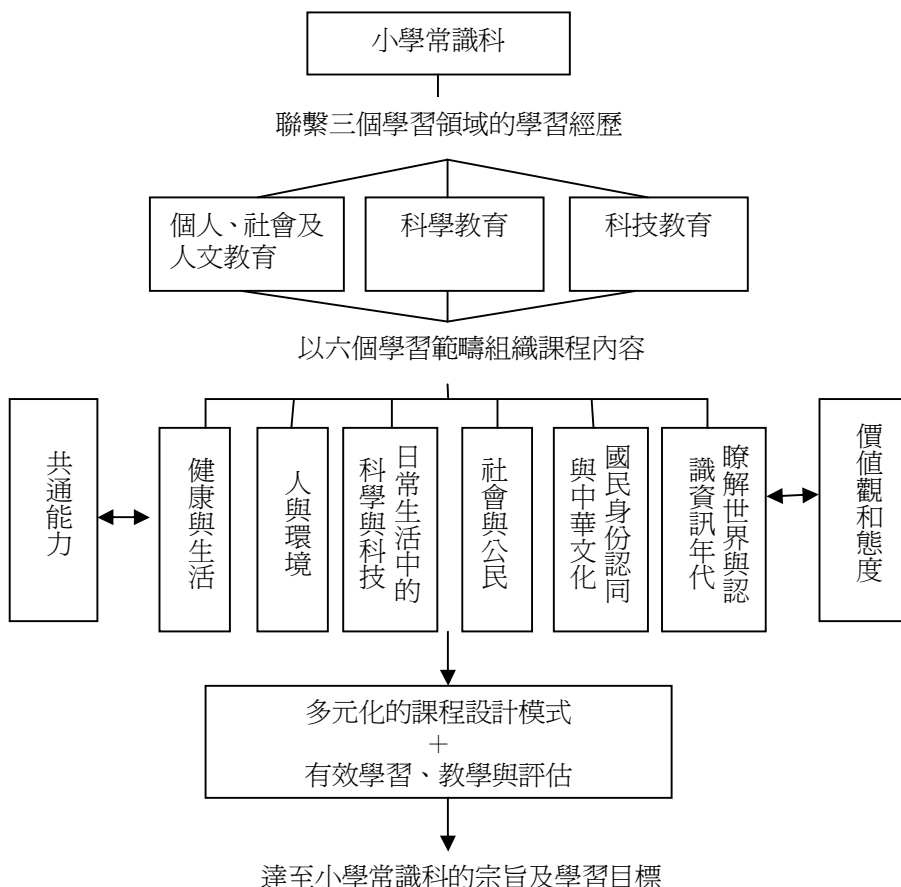 小學常識科
聯繫三個學習領域的學習經歷
個人、社會及
人文教育
科學教育
科技教育
以六個學習範疇組織課程內容
共通能力
健康與生活
人與環境
日常生活中的
科學與科技
社會與公民
國民身份認同
與中華文化
瞭解世界與認
識資訊年代
價值觀和態度
多元化的課程設計模式
+
有效學習、教學與評估
達至小學常識科的宗旨及學習目標